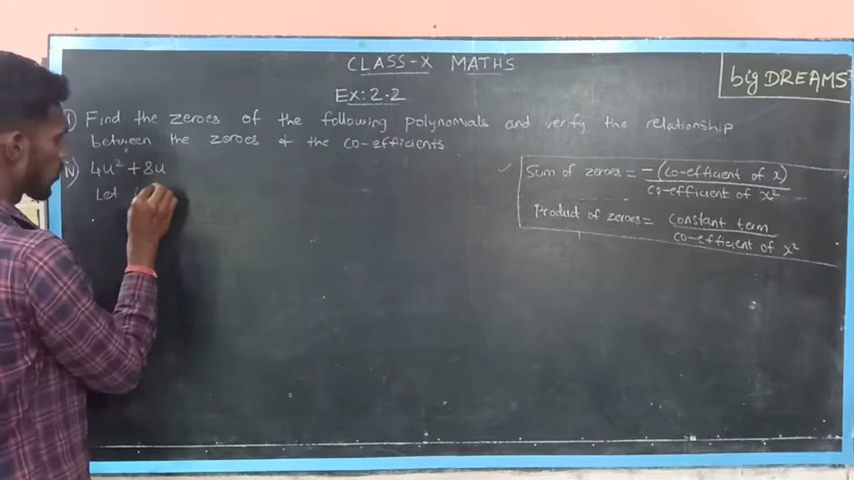 CLASS-X MATHS
big DREAMS
Ex: 2.2
Find the zeroes of the following polynomials and verify the relationship
between the zeroes & the co-efficients
iv) 4u² + 8u
Let
Sum of zeroes = -(co-efficient of x) / co-efficient of x²
Product of zeroes = constant term / co-efficient of x²